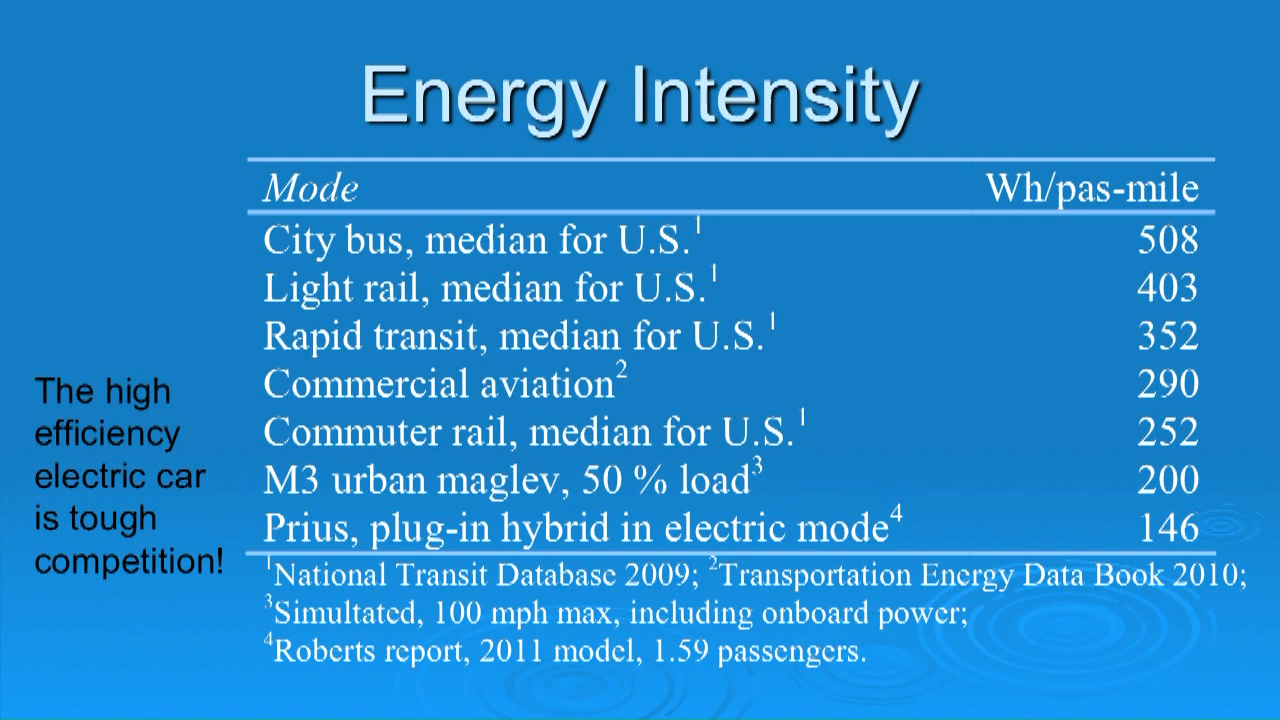 Energy Intensity
Mode Wh/pas-mile
City bus, median for U.S.¹ 508
Light rail, median for U.S.¹ 403
Rapid transit, median for U.S.¹ 352
Commercial aviation² 290
Commuter rail, median for U.S.¹ 252
M3 urban maglev, 50 % load³ 200
Prius, plug-in hybrid in electric mode⁴ 146
¹National Transit Database 2009; ²Transportation Energy Data Book 2010;
³Simultated, 100 mph max, including onboard power;
⁴Roberts report, 2011 model, 1.59 passengers.
The high
efficiency
electric car
is tough
competition!